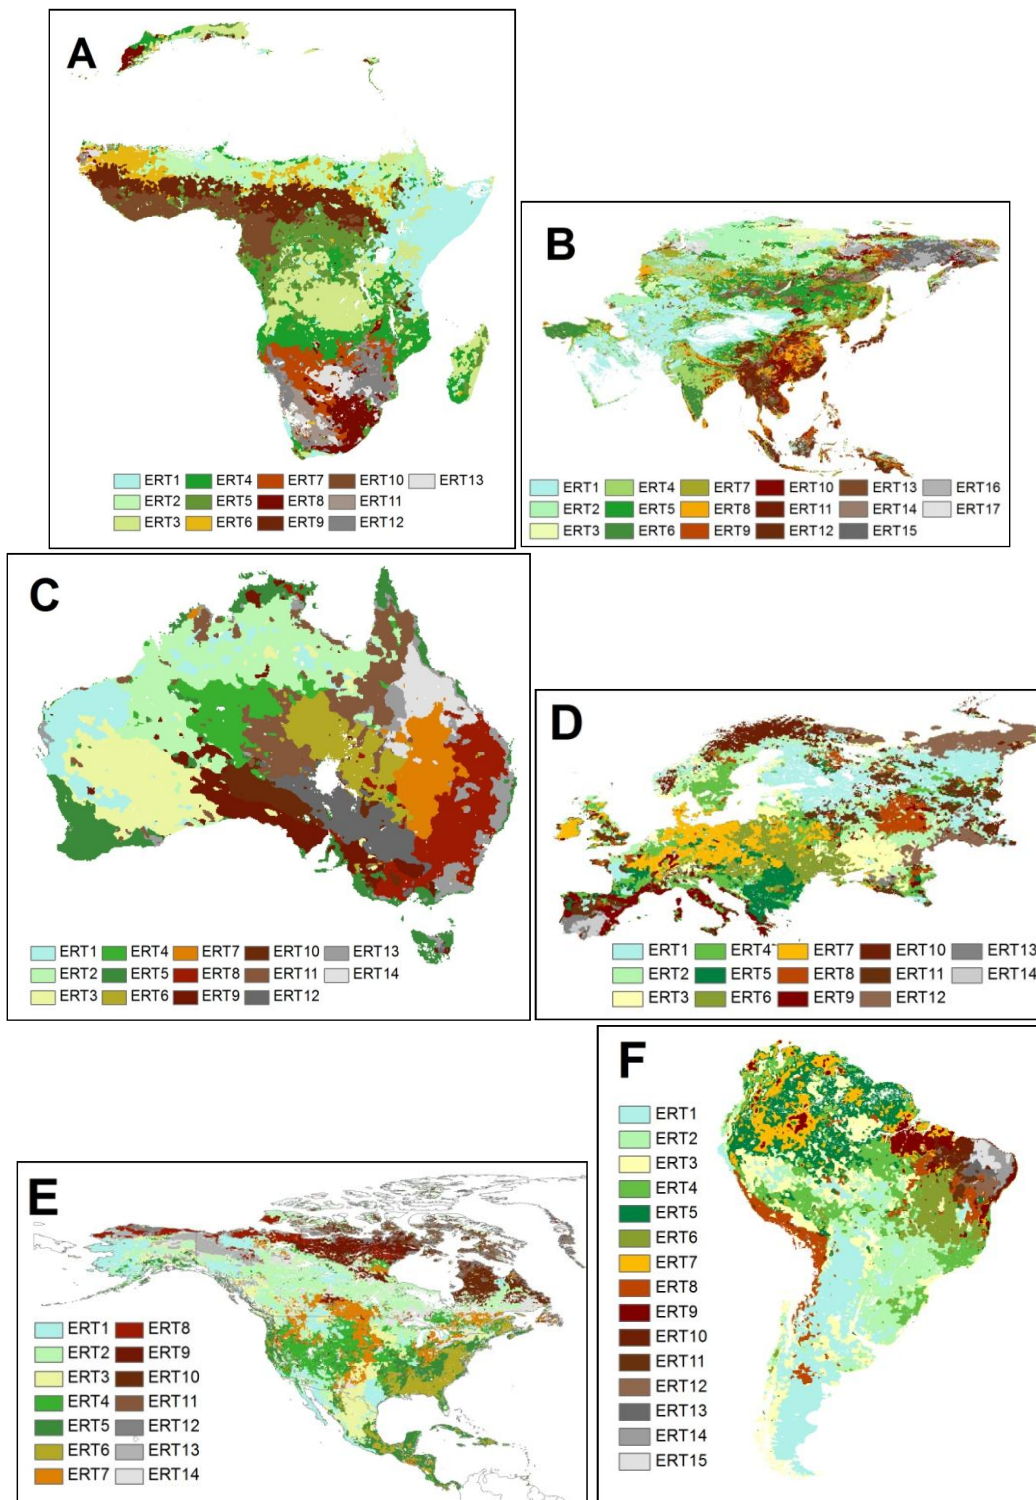 A
ERT1 ERT4 ERT7 ERT10 ERT13
ERT2 ERT5 ERT8 ERT11
ERT3 ERT6 ERT9 ERT12
B
ERT1 ERT4 ERT7 ERT10 ERT13 ERT16
ERT2 ERT5 ERT8 ERT11 ERT14 ERT17
ERT3 ERT6 ERT9 ERT12 ERT15
C
ERT1 ERT4 ERT7 ERT10 ERT13
ERT2 ERT5 ERT8 ERT11 ERT14
ERT3 ERT6 ERT9 ERT12
D
ERT1 ERT4 ERT7 ERT10 ERT13
ERT2 ERT5 ERT8 ERT11 ERT14
ERT3 ERT6 ERT9 ERT12
E
ERT1 ERT8
ERT2 ERT9
ERT3 ERT10
ERT4 ERT11
ERT5 ERT12
ERT6 ERT13
ERT7 ERT14
F
ERT1
ERT2
ERT3
ERT4
ERT5
ERT6
ERT7
ERT8
ERT9
ERT10
ERT11
ERT12
ERT13
ERT14
ERT15